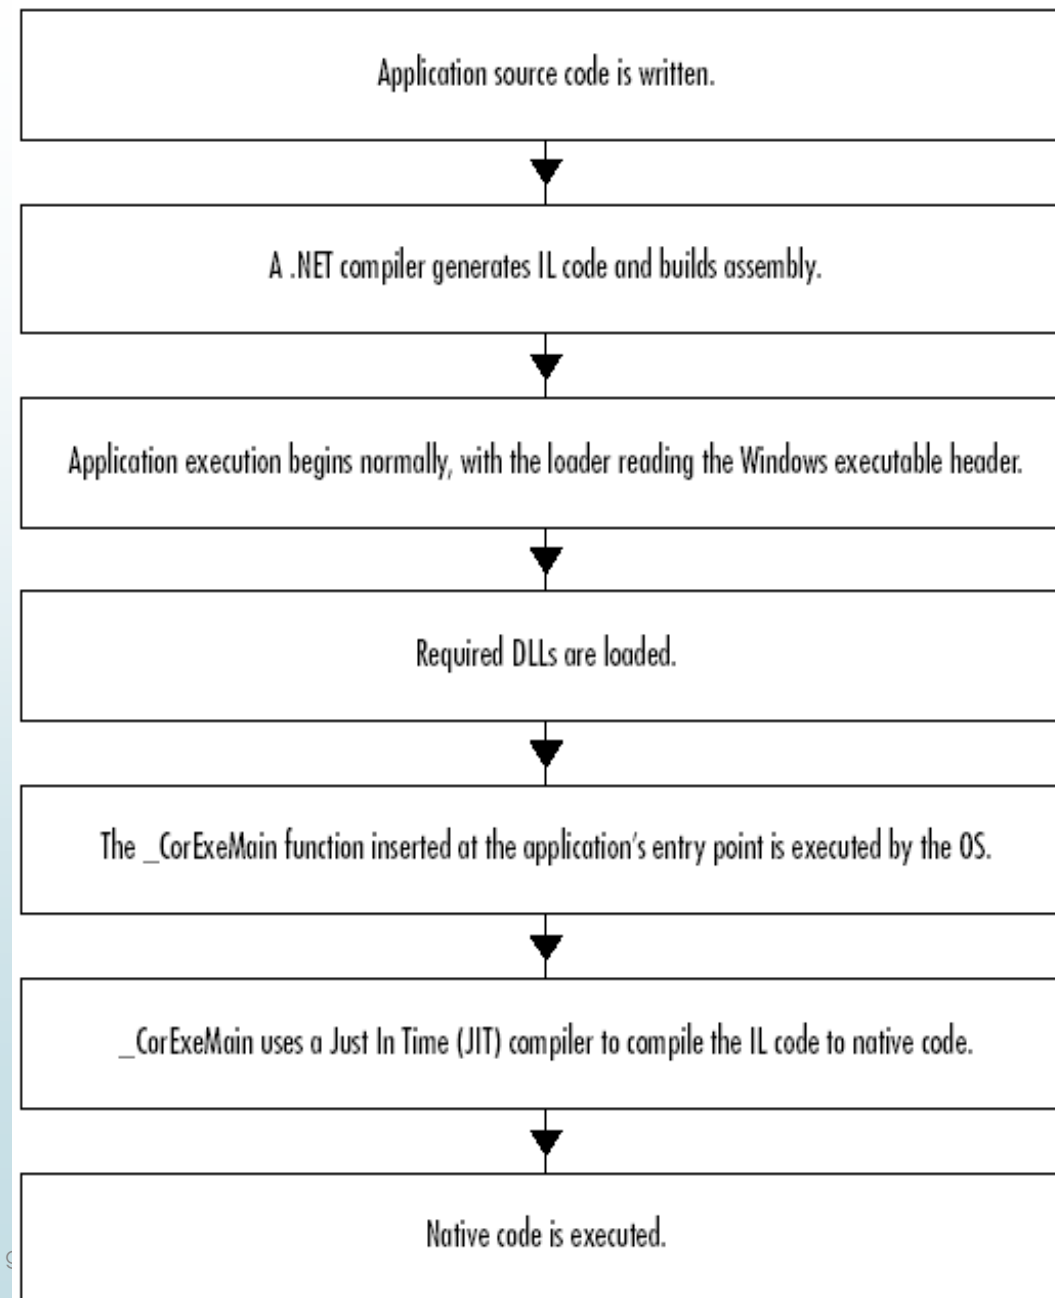 Application source code is written.
A .NET compiler generates IL code and builds assembly.
Application execution begins normally, with the loader reading the Windows executable header.
Required DLLs are loaded.
The _CorExeMain function inserted at the application's entry point is executed by the OS.
_CorExeMain uses a Just In Time (JIT) compiler to compile the IL code to native code.
Native code is executed.